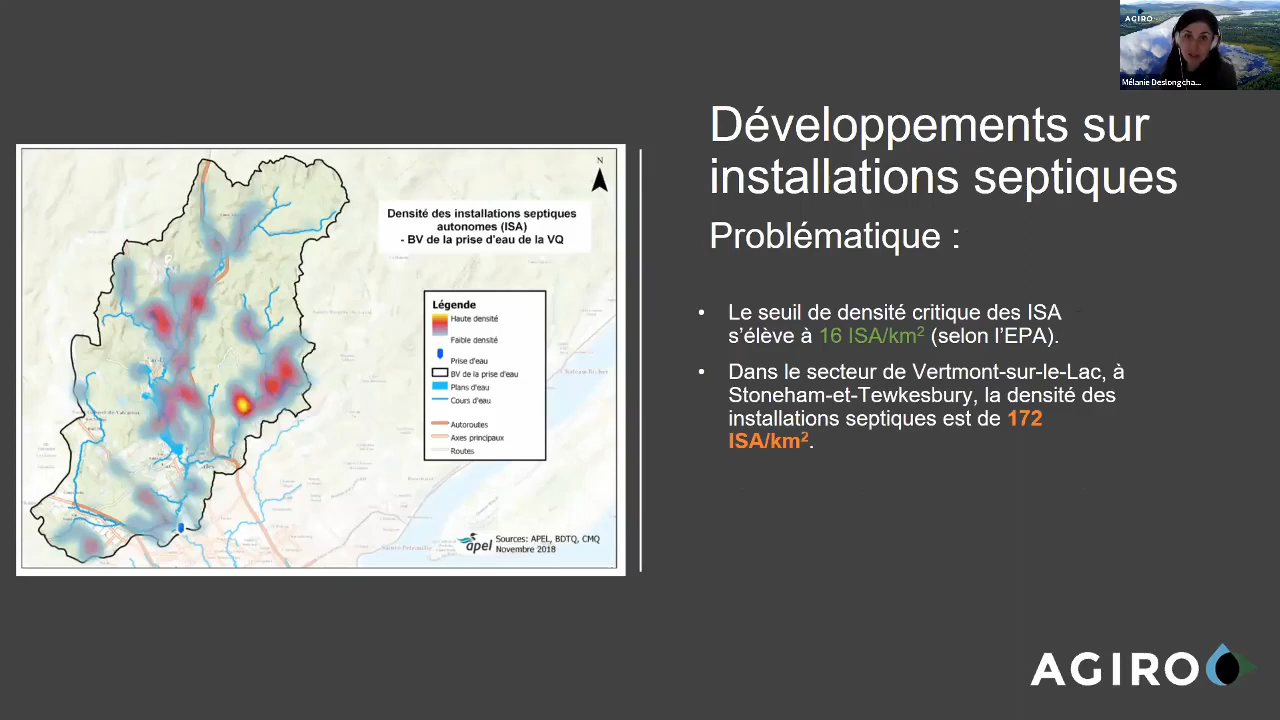 AGIRO
Mélanie Deslongcha...
Développements sur
installations septiques
Problématique :
• Le seuil de densité critique des ISA
s'élève à 16 ISA/km² (selon l'EPA).
• Dans le secteur de Vertmont-sur-le-Lac, à
Stoneham-et-Tewkesbury, la densité des
installations septiques est de 172
ISA/km².
N
Densité des installations septiques
autonomes (ISA)
- BV de la prise d'eau de la VQ
Légende
Haute densité
Faible densité
Prise d'eau
BV de la prise d'eau
Plans d'eau
Cours d'eau
Autoroutes
Axes principaux
Routes
apel
Sources: APEL, BDTQ, CMQ
Novembre 2018
AGIRO